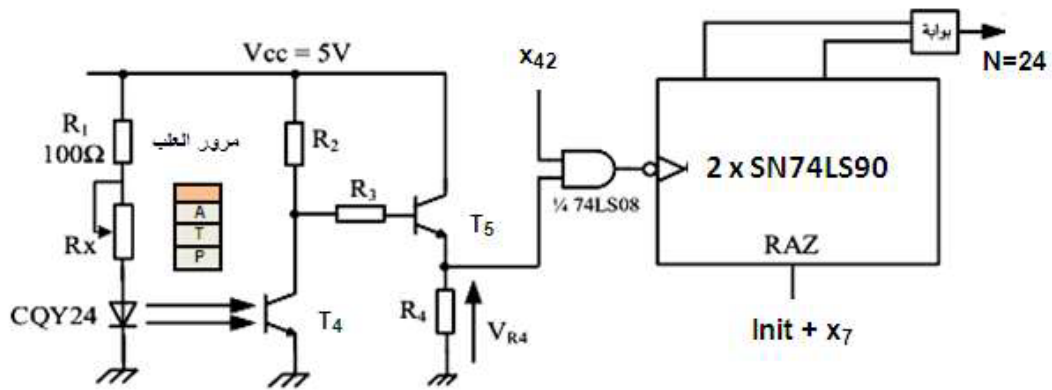 Vcc = 5V
بوابة
N=24
x42
R1
100Ω
مرور العلب
R2
R3
2 x SN74LS90
¼ 74LS08
T5
A
T
P
Rx
RAZ
CQY24
T4
R4
VR4
Init + x7